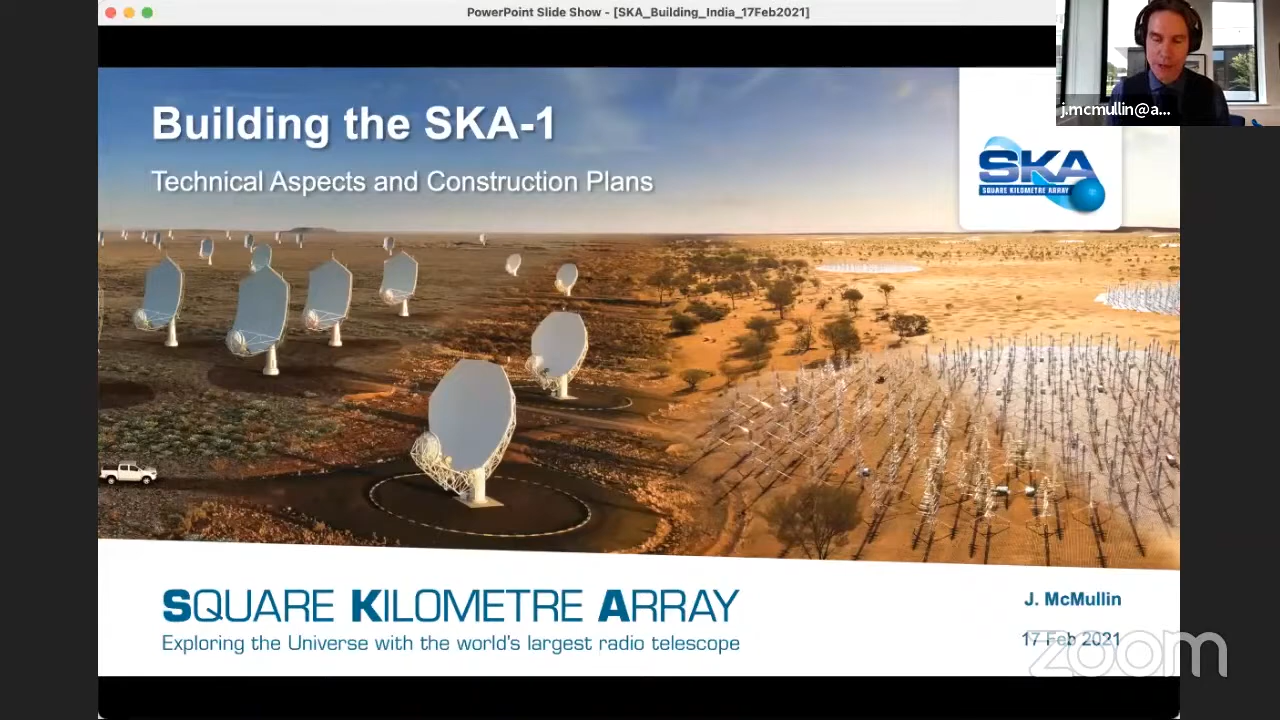 PowerPoint Slide Show - [SKA_Building_India_17Feb2021]
j.mcmullin@a...
Building the SKA-1
Technical Aspects and Construction Plans
SKA
SQUARE KILOMETRE ARRAY
SQUARE KILOMETRE ARRAY
Exploring the Universe with the world's largest radio telescope
J. McMullin
17 Feb 2021
zoom